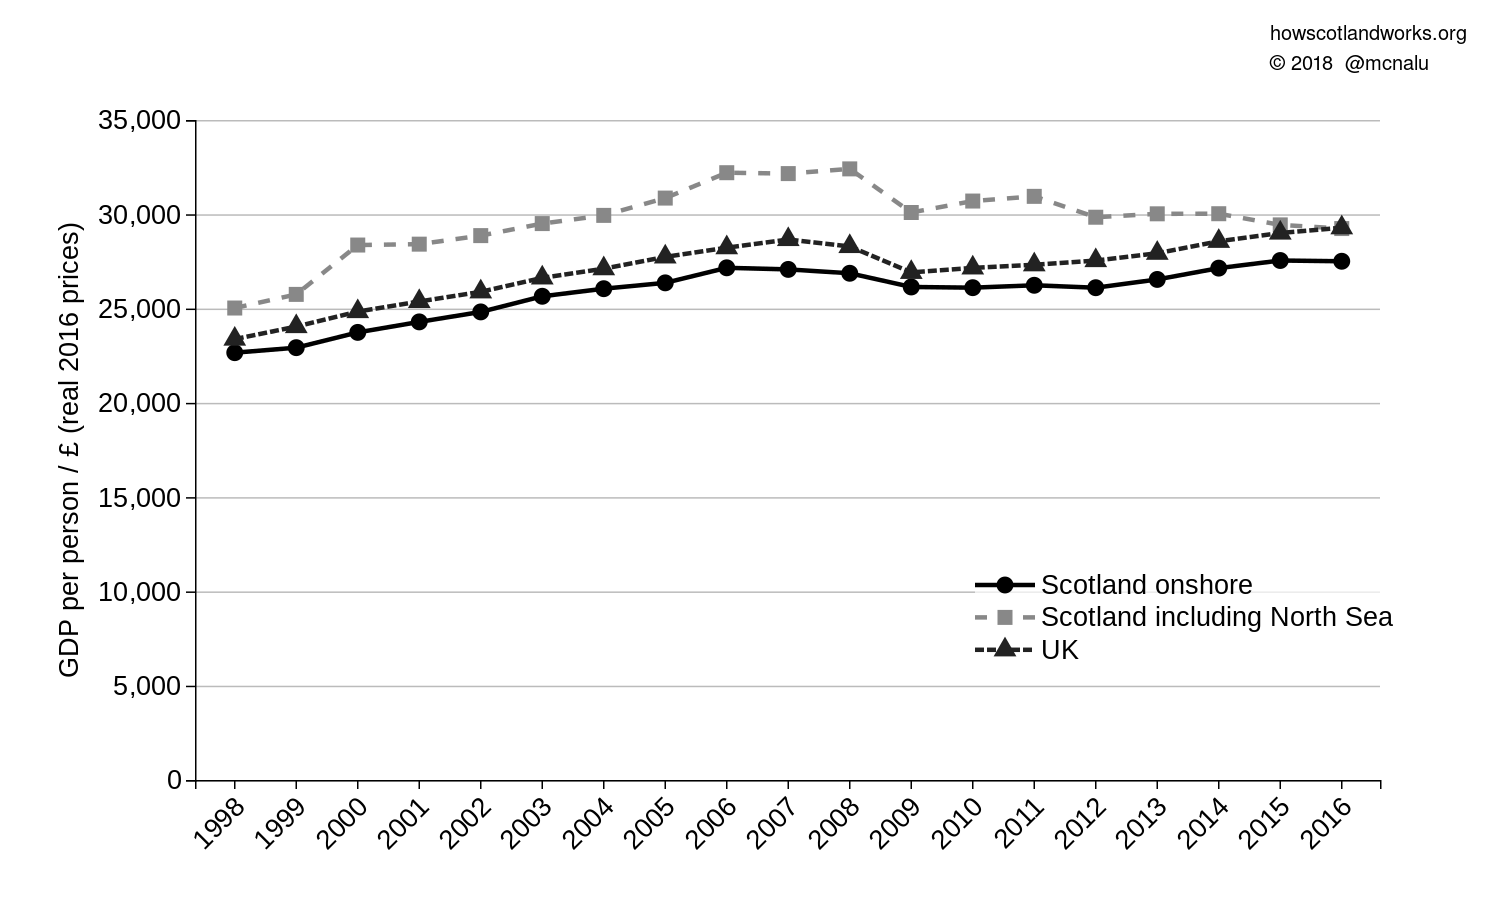 howscotlandworks.org
© 2018 @mcnalu
GDP per person / £ (real 2016 prices)
35,000
30,000
25,000
20,000
15,000
10,000
5,000
0
Scotland onshore
Scotland including North Sea
UK
1998 1999 2000 2001 2002 2003 2004 2005 2006 2007 2008 2009 2010 2011 2012 2013 2014 2015 2016